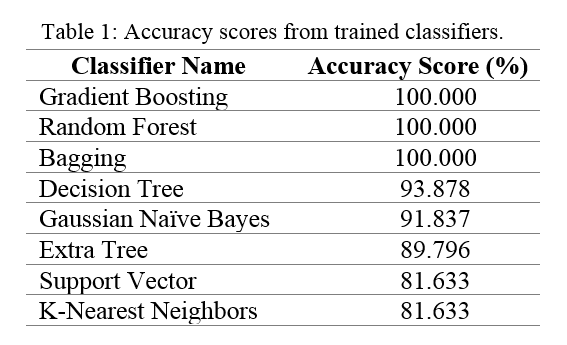 Table 1: Accuracy scores from trained classifiers.
Classifier Name Accuracy Score (%)
Gradient Boosting 100.000
Random Forest 100.000
Bagging 100.000
Decision Tree 93.878
Gaussian Naïve Bayes 91.837
Extra Tree 89.796
Support Vector 81.633
K-Nearest Neighbors 81.633